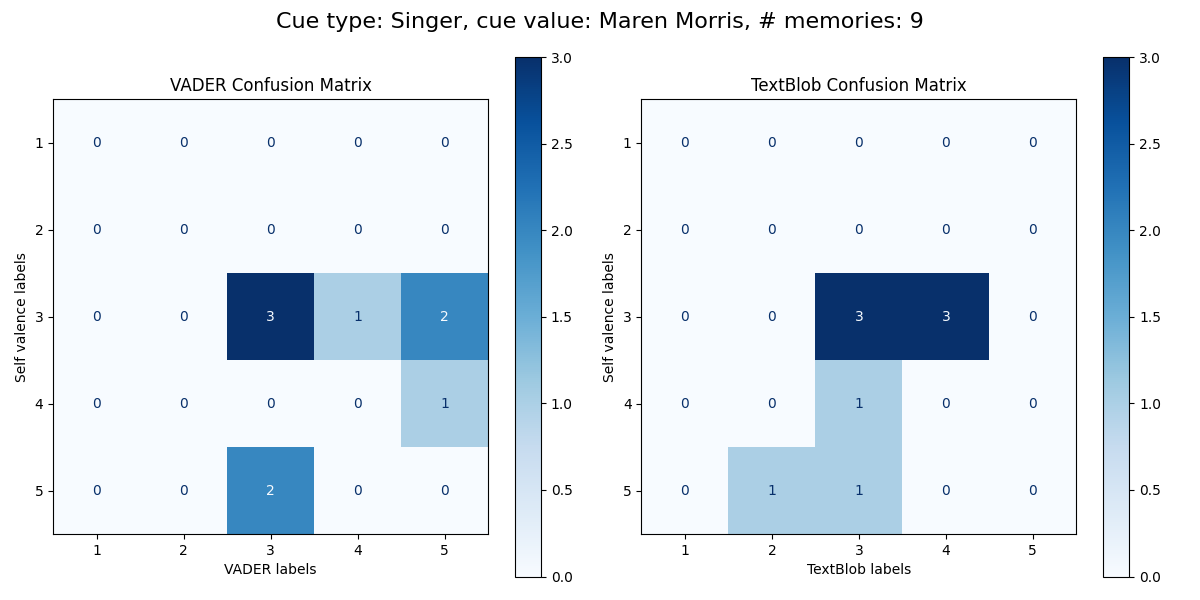 Cue type: Singer, cue value: Maren Morris, # memories: 9
VADER Confusion Matrix
Self valence labels
1 0 0 0 0 0
2 0 0 0 0 0
3 0 0 3 1 2
4 0 0 0 0 1
5 0 0 2 0 0
1 2 3 4 5
VADER labels
3.0
2.5
2.0
1.5
1.0
0.5
0.0
TextBlob Confusion Matrix
Self valence labels
1 0 0 0 0 0
2 0 0 0 0 0
3 0 0 3 3 0
4 0 0 1 0 0
5 0 1 1 0 0
1 2 3 4 5
TextBlob labels
3.0
2.5
2.0
1.5
1.0
0.5
0.0